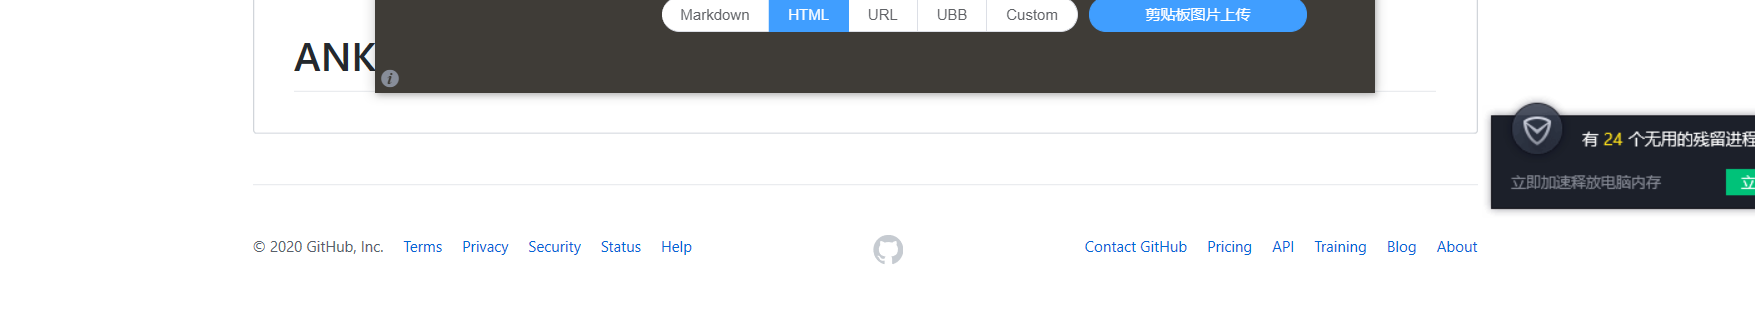 Markdown HTML URL UBB Custom 剪贴板图片上传
ANK
i
有 24 个无用的残留进程
立即加速释放电脑内存 立
© 2020 GitHub, Inc. Terms Privacy Security Status Help Contact GitHub Pricing API Training Blog About